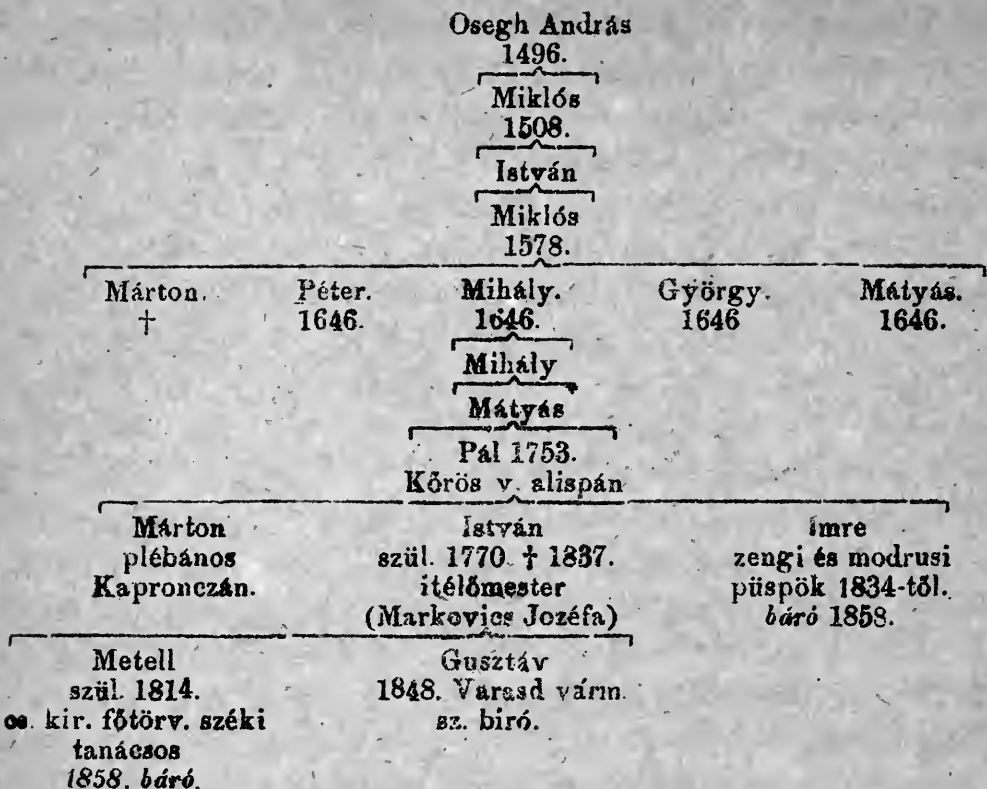 Osegh András
1496.
Miklós
1508.
István
Miklós
1578.
Márton. Péter. Mihály. György. Mátyás.
† 1646. 1646. 1646 1646.
Mihály
Mátyás
Pál 1753.
Kőrös v. alispán
Márton István Imre
plébános szül. 1770. † 1837. zengi és modrusi
Kapronczán. itélőmester püspök 1834-től.
(Markovics Jozéfa) báró 1858.
Metell Gusztáv
szül. 1814. 1848. Varasd várm.
cs. kir. főtörv. széki sz. biró.
tanácsos
1858. báró.